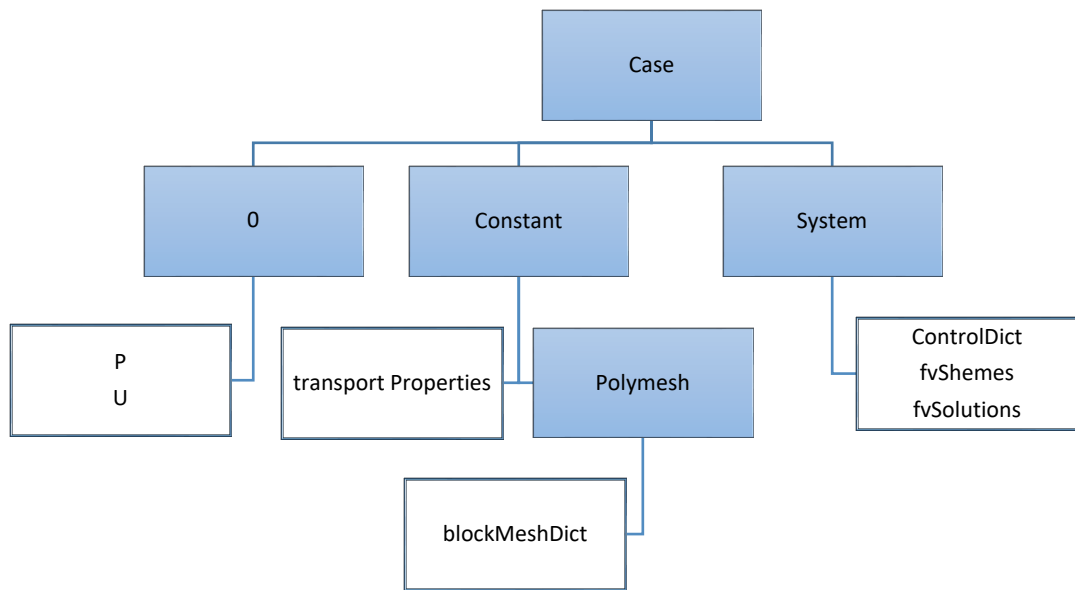 Case
0
Constant
System
P
U
transport Properties
Polymesh
ControlDict
fvShemes
fvSolutions
blockMeshDict